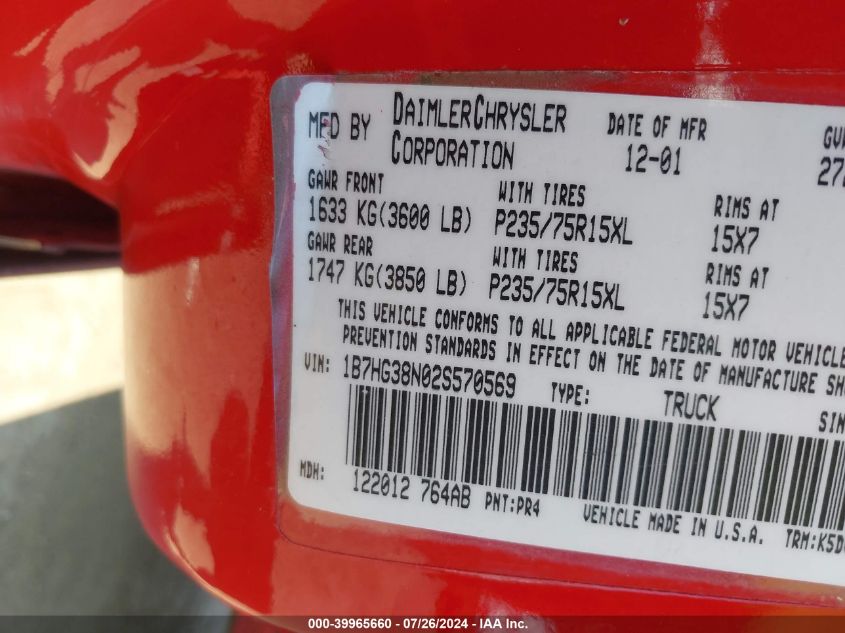 MFD BY DAIMLERCHRYSLER CORPORATION DATE OF MFR 12-01
GAWR FRONT WITH TIRES RIMS AT
1633 KG(3600 LB) P235/75R15XL 15X7
GAWR REAR WITH TIRES RIMS AT
1747 KG(3850 LB) P235/75R15XL 15X7
THIS VEHICLE CONFORMS TO ALL APPLICABLE FEDERAL MOTOR VEHICLE
PREVENTION STANDARDS IN EFFECT ON THE DATE OF MANUFACTURE
VIN: 1B7HG38N02S570569 TYPE: TRUCK
MDH: 122012 764AB PNT:PR4 VEHICLE MADE IN U.S.A.
000-39965660 / 07/26/2024 - IAA Inc.